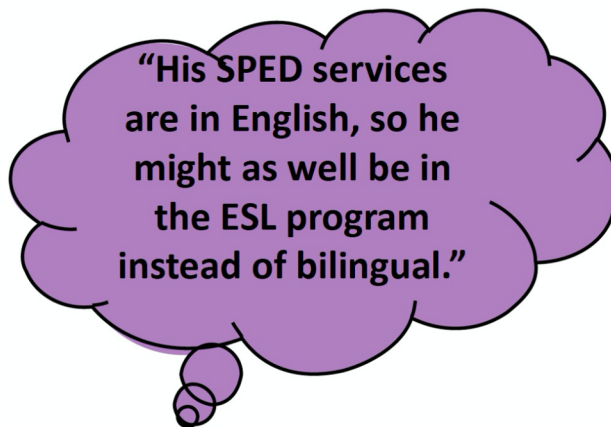 “His SPED services
are in English, so he
might as well be in
the ESL program
instead of bilingual.”